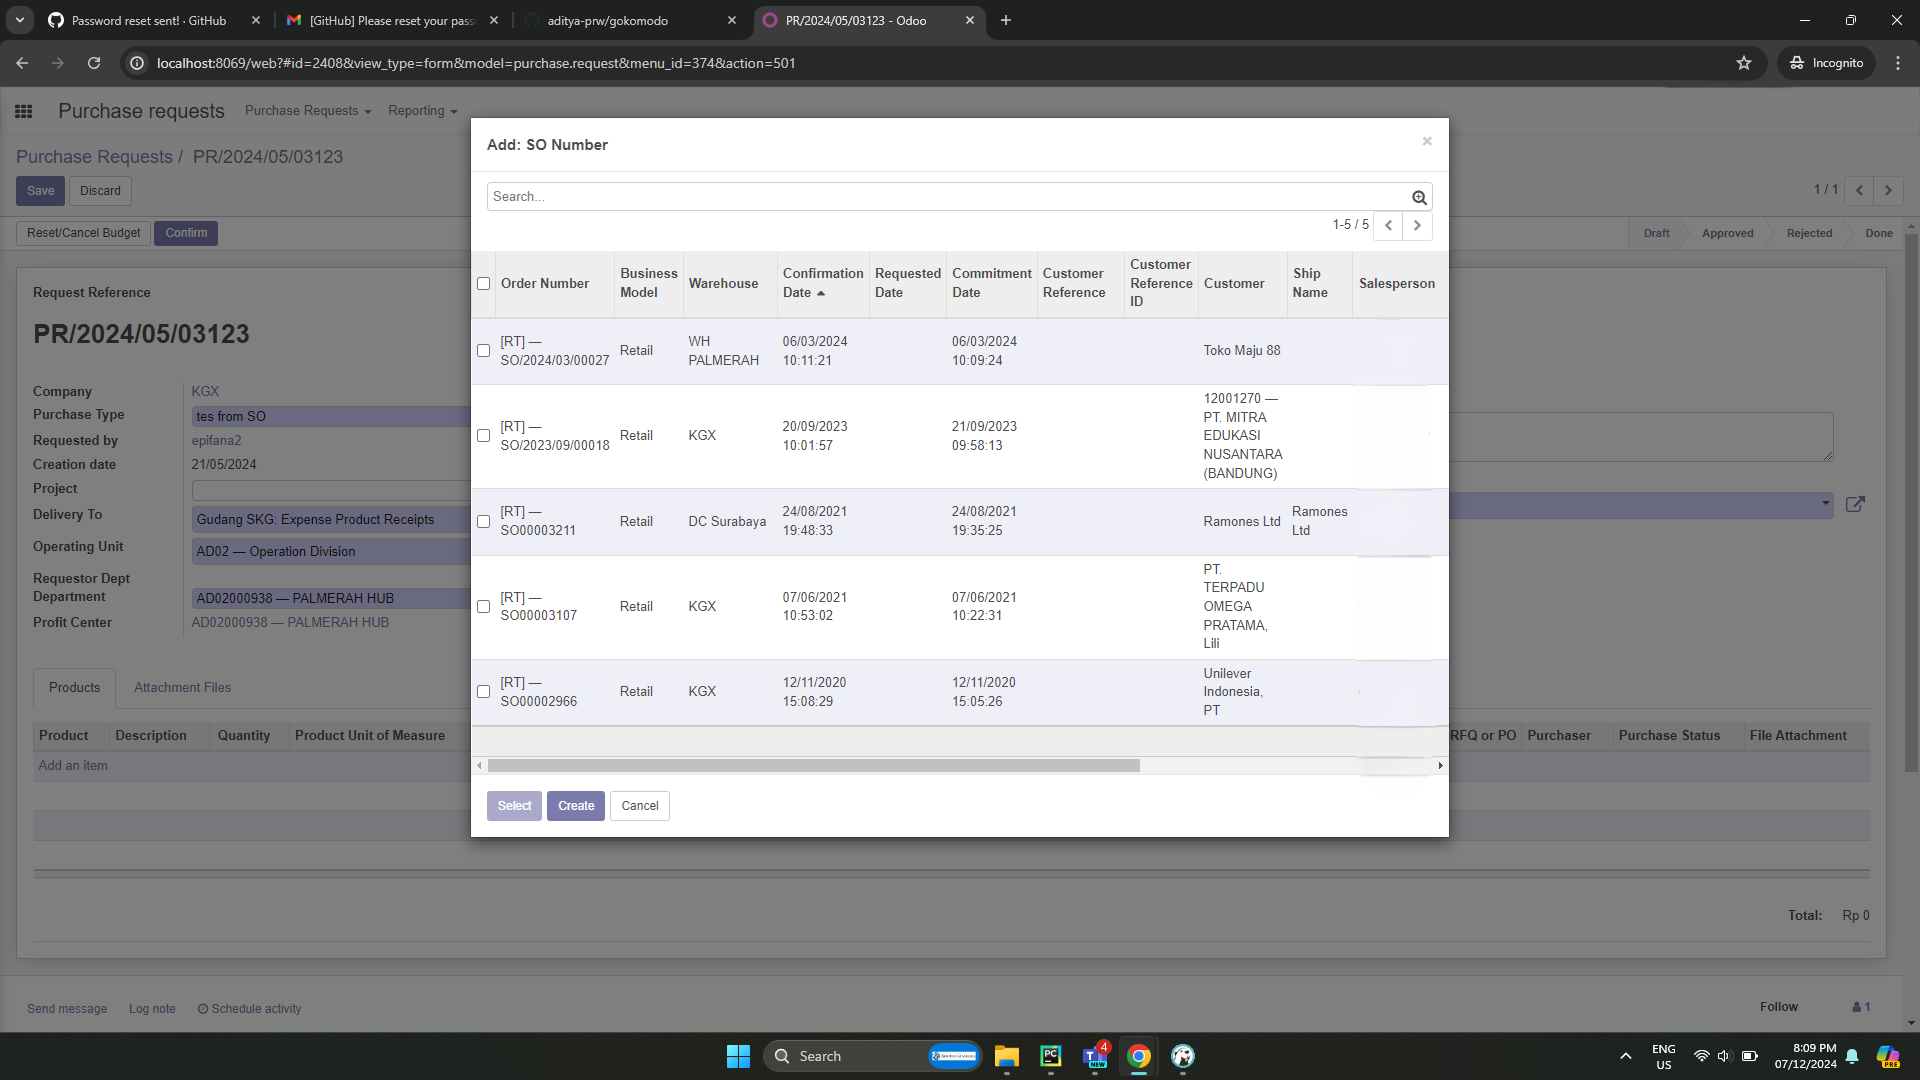 Password reset sent! · GitHub
[GitHub] Please reset your pass
aditya-prw/gokomodo
PR/2024/05/03123 - Odoo
localhost:8069/web?#id=2408&view_type=form&model=purchase.request&menu_id=374&action=501
Incognito
Purchase requests
Purchase Requests
Reporting
Purchase Requests / PR/2024/05/03123
Save
Discard
1 / 1
Reset/Cancel Budget
Confirm
Draft
Approved
Rejected
Done
Request Reference
PR/2024/05/03123
Company KGX
Purchase Type tes from SO
Requested by epifana2
Creation date 21/05/2024
Project
Delivery To Gudang SKG: Expense Product Receipts
Operating Unit AD02 — Operation Division
Requestor Dept
Department AD02000938 — PALMERAH HUB
Profit Center AD02000938 — PALMERAH HUB
Products
Attachment Files
Product Description Quantity Product Unit of Measure RFQ or PO Purchaser Purchase Status File Attachment
Add an item
Total: Rp 0
Send message
Log note
Schedule activity
Follow
1
Add: SO Number
×
Search...
1-5 / 5
Order Number
Business
Model
Warehouse
Confirmation
Date
Requested
Date
Commitment
Date
Customer
Reference
Customer
Reference
ID
Customer
Ship
Name
Salesperson
[RT] —
SO/2024/03/00027
Retail
WH
PALMERAH
06/03/2024
10:11:21
06/03/2024
10:09:24
Toko Maju 88
[RT] —
SO/2023/09/00018
Retail
KGX
20/09/2023
10:01:57
21/09/2023
09:58:13
12001270 —
PT. MITRA
EDUKASI
NUSANTARA
(BANDUNG)
[RT] —
SO00003211
Retail
DC Surabaya
24/08/2021
19:48:33
24/08/2021
19:35:25
Ramones Ltd
Ramones
Ltd
[RT] —
SO00003107
Retail
KGX
07/06/2021
10:53:02
07/06/2021
10:22:31
PT.
TERPADU
OMEGA
PRATAMA,
Lili
[RT] —
SO00002966
Retail
KGX
12/11/2020
15:08:29
12/11/2020
15:05:26
Unilever
Indonesia,
PT
Select
Create
Cancel
Search
PC
4
NEW
ENG
US
8:09 PM
07/12/2024
PRE